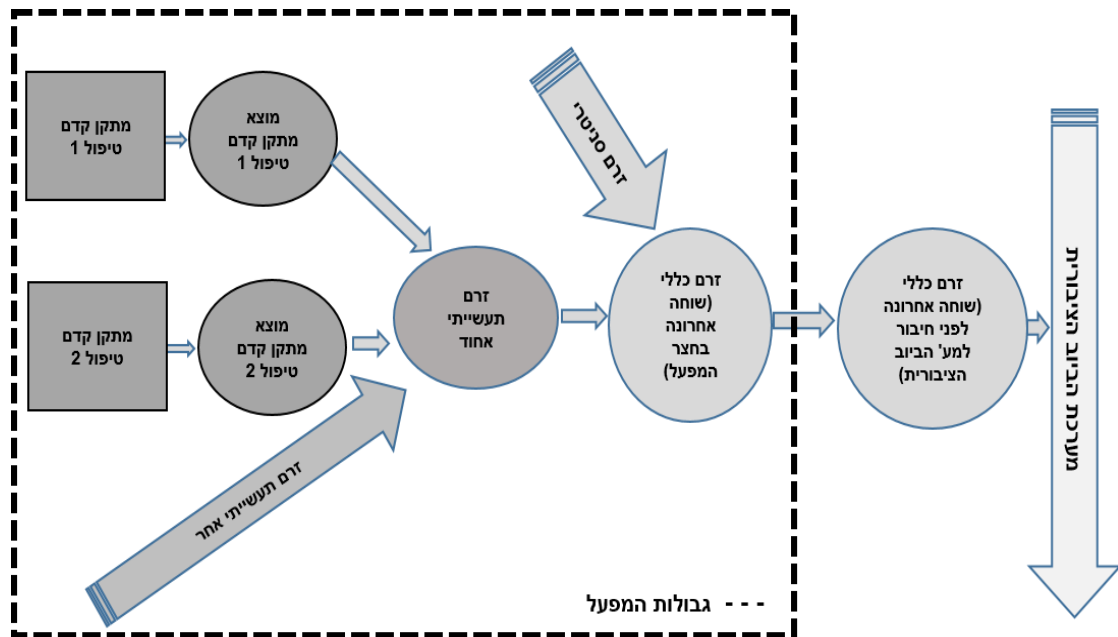 מתקן קדם
טיפול 1
מוצא
מתקן קדם
טיפול 1
זרם סניטרי
מתקן קדם
טיפול 2
מוצא
מתקן קדם
טיפול 2
זרם תעשייתי אחר
זרם
תעשייתי
אחוד
זרם כללי
(שוחה
אחרונה
בחצר
המפעל)
זרם כללי
(שוחה אחרונה
לפני חיבור
למע' הביוב
הציבורית)
מערכת הביוב הציבורית
גבולות המפעל - - -